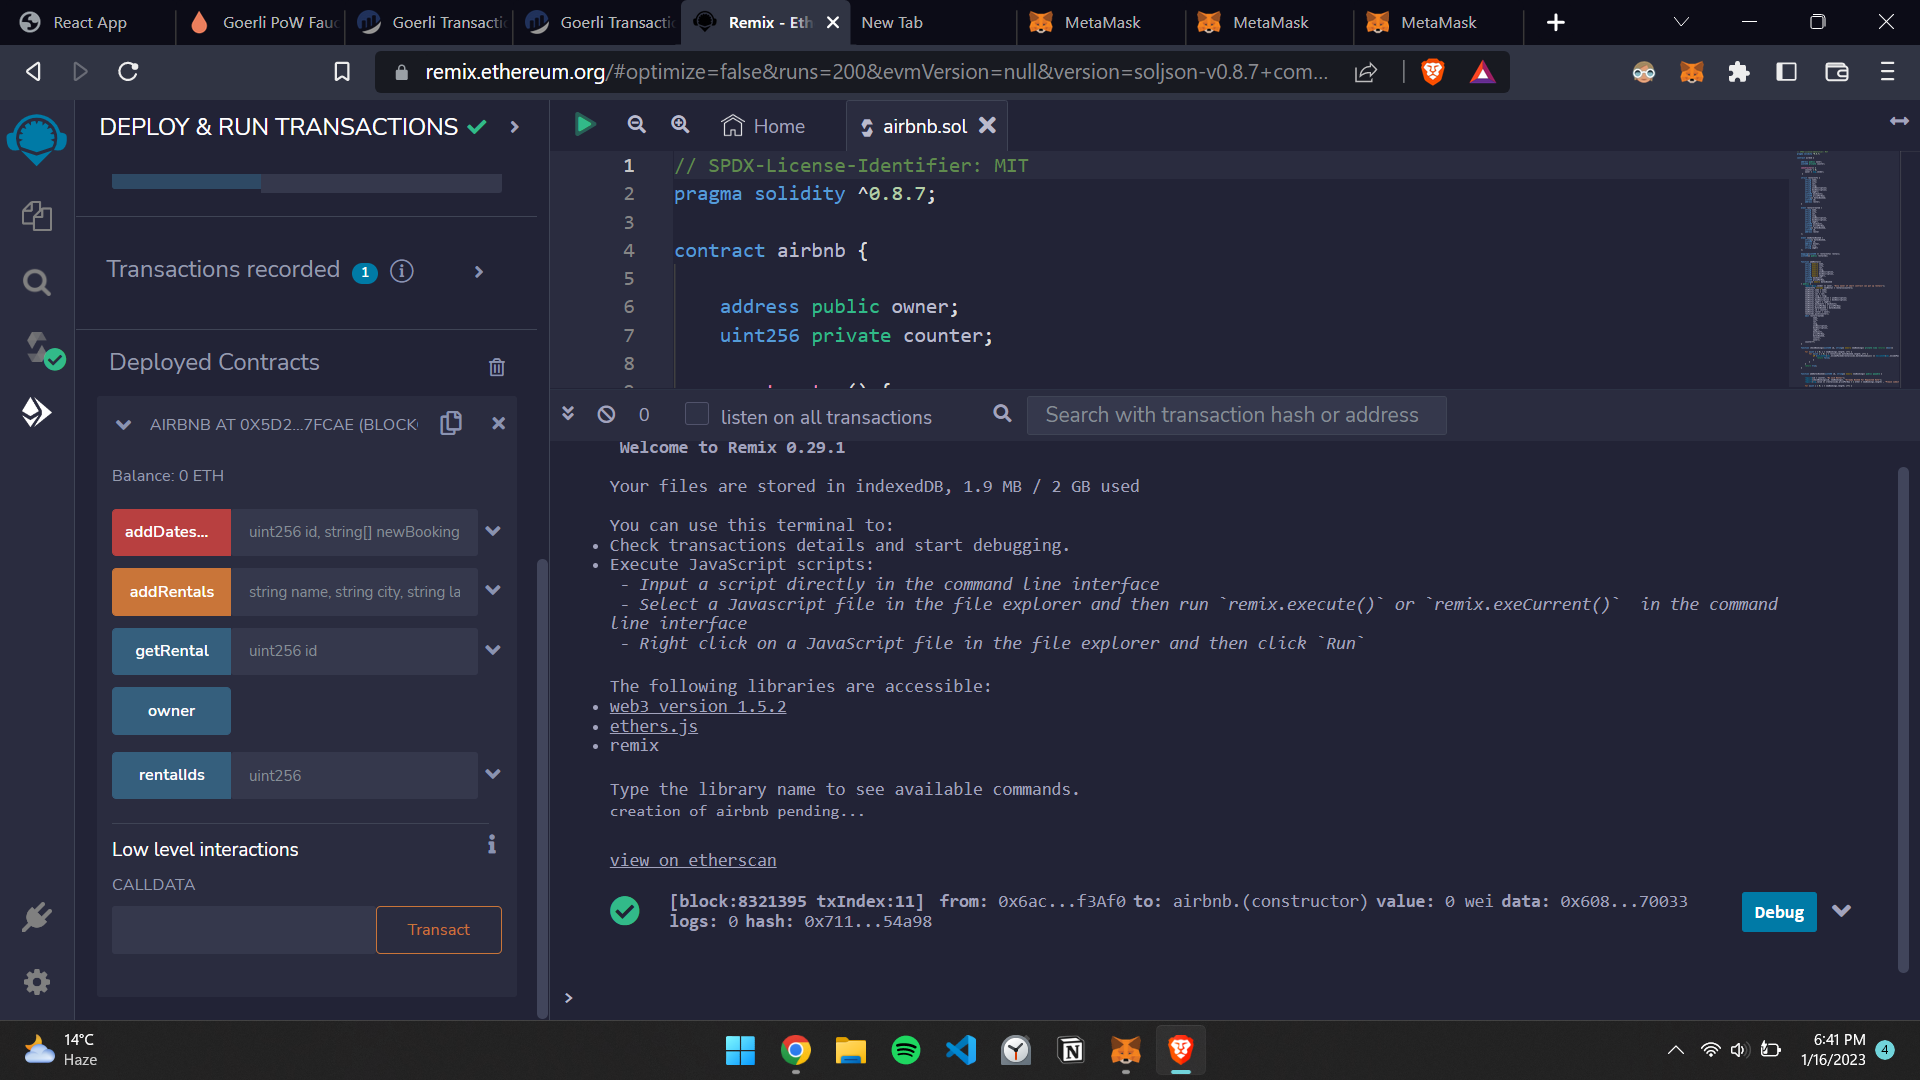 React App
Goerli PoW Fauc
Goerli Transactic
Goerli Transactic
Remix - Eth
New Tab
MetaMask
MetaMask
MetaMask
remix.ethereum.org/#optimize=false&runs=200&evmVersion=null&version=soljson-v0.8.7+com...
DEPLOY & RUN TRANSACTIONS
Transactions recorded 1 i
Deployed Contracts
AIRBNB AT 0X5D2...7FCAE (BLOCK
Balance: 0 ETH
addDates... uint256 id, string[] newBooking
addRentals string name, string city, string la
getRental uint256 id
owner
rentalIds uint256
Low level interactions i
CALLDATA
Transact
Home
airbnb.sol
1 // SPDX-License-Identifier: MIT
2 pragma solidity ^0.8.7;
3
4 contract airbnb {
5
6 address public owner;
7 uint256 private counter;
8
0 listen on all transactions
Search with transaction hash or address
Welcome to Remix 0.29.1
Your files are stored in indexedDB, 1.9 MB / 2 GB used
You can use this terminal to:
• Check transactions details and start debugging.
• Execute JavaScript scripts:
- Input a script directly in the command line interface
- Select a Javascript file in the file explorer and then run `remix.execute()` or `remix.exeCurrent()` in the command
line interface
- Right click on a JavaScript file in the file explorer and then click `Run`
The following libraries are accessible:
• web3 version 1.5.2
• ethers.js
• remix
Type the library name to see available commands.
creation of airbnb pending...
view on etherscan
[block:8321395 txIndex:11] from: 0x6ac...f3Af0 to: airbnb.(constructor) value: 0 wei data: 0x608...70033
logs: 0 hash: 0x711...54a98
Debug
>
14°C
Haze
6:41 PM
1/16/2023
4